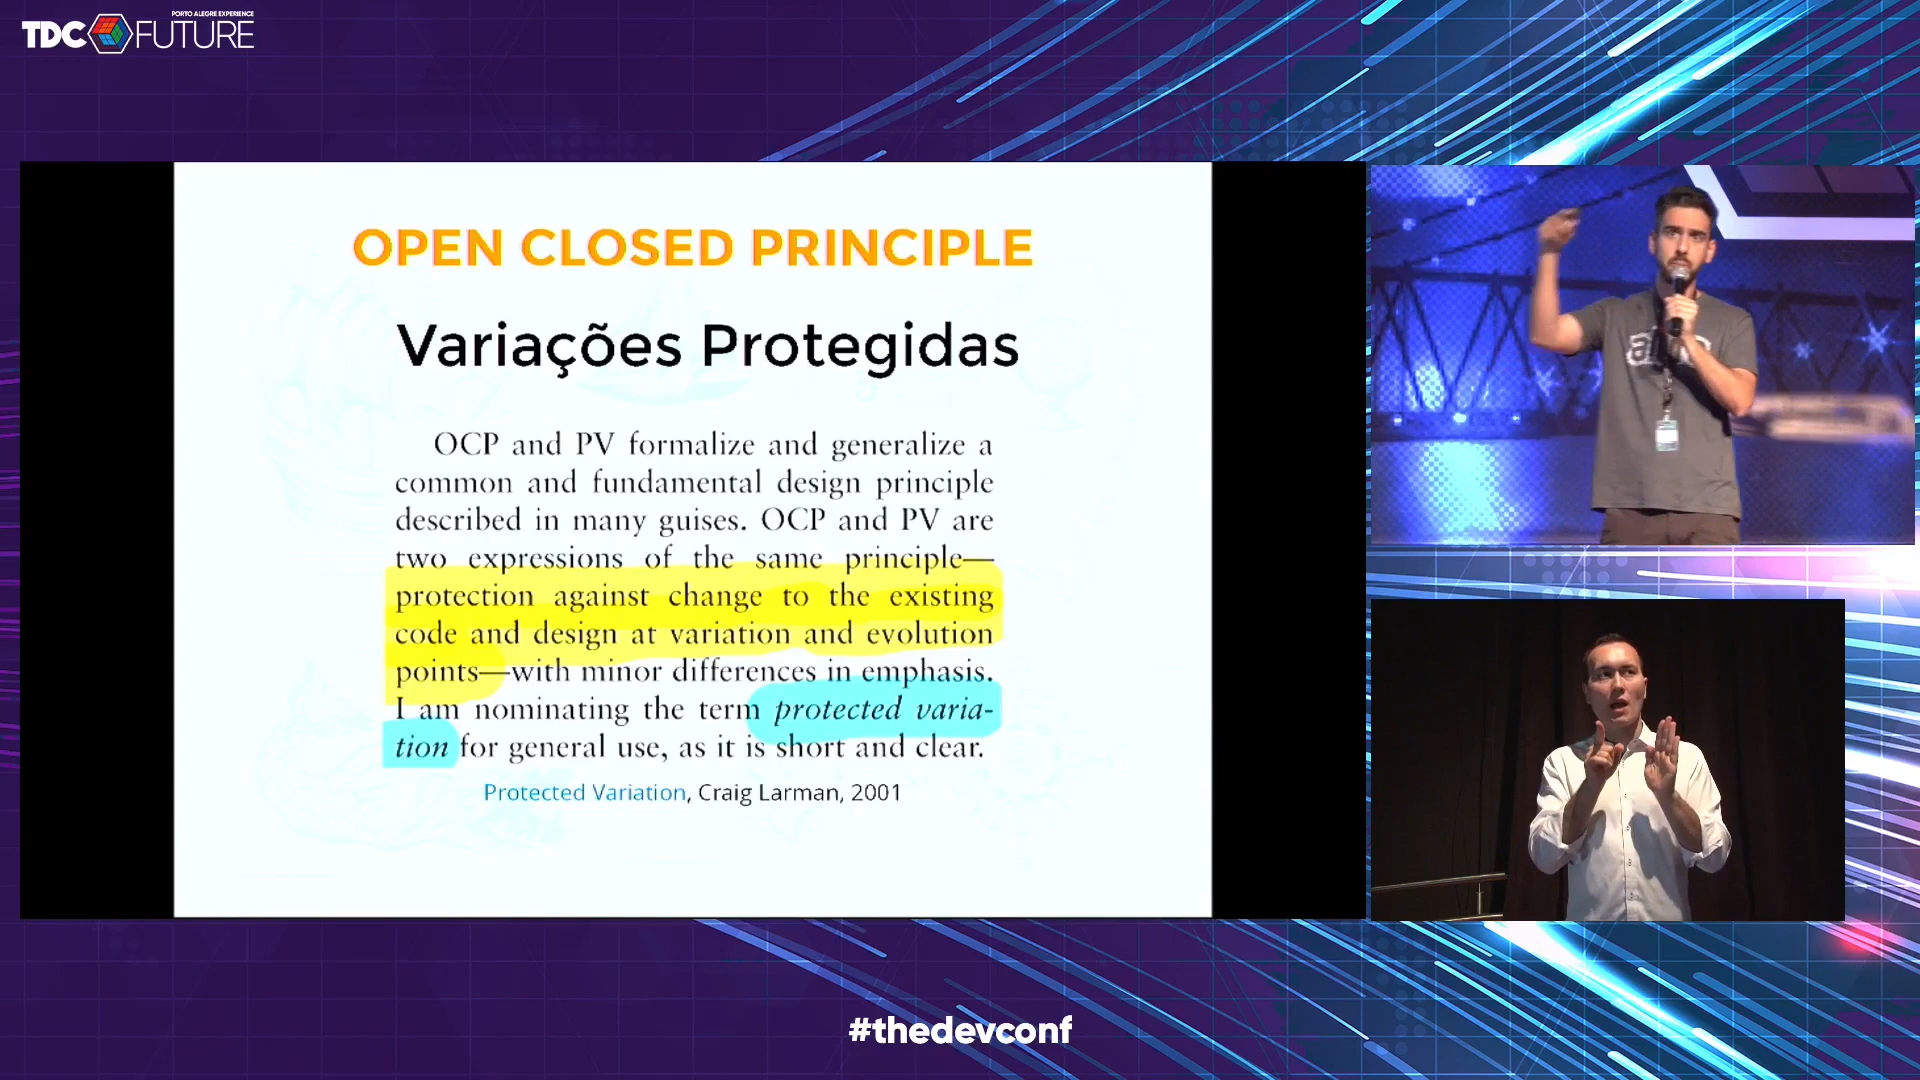 PORTO ALEGRE EXPERIENCE
TDC FUTURE
OPEN CLOSED PRINCIPLE
Variações Protegidas
OCP and PV formalize and generalize a
common and fundamental design principle
described in many guises. OCP and PV are
two expressions of the same principle—
protection against change to the existing
code and design at variation and evolution
points—with minor differences in emphasis.
I am nominating the term protected varia-
tion for general use, as it is short and clear.
Protected Variation, Craig Larman, 2001
#thedevconf